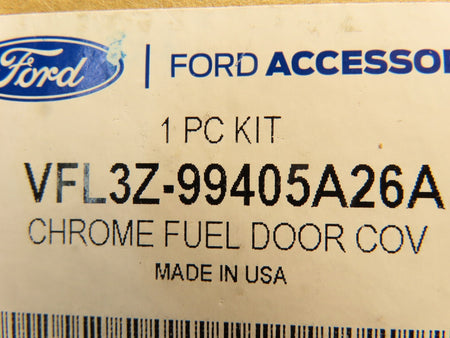 Ford | FORD ACCESSO
1 PC KIT
VFL3Z-99405A26A
CHROME FUEL DOOR COV
MADE IN USA